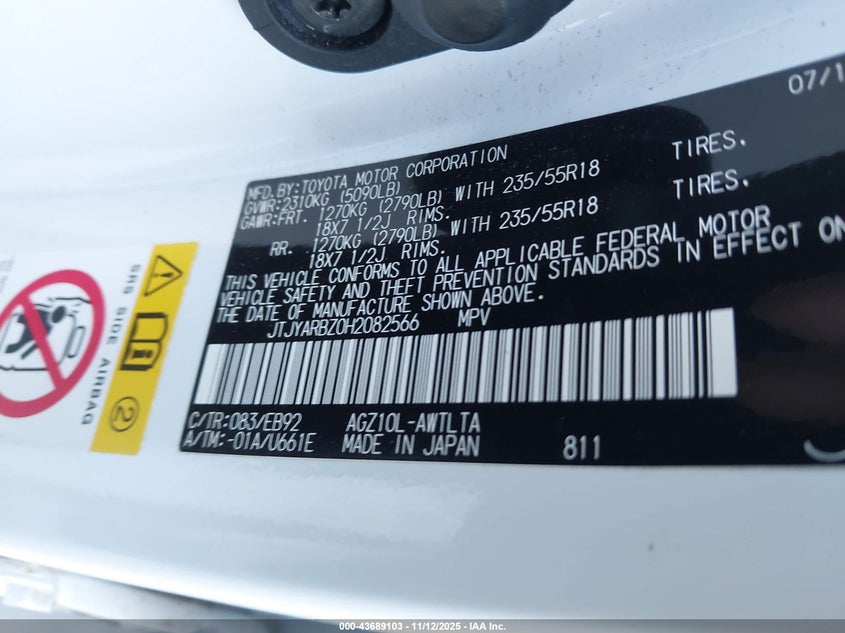 07/1
MFD.BY:TOYOTA MOTOR CORPORATION
GVWR:2310KG (5090LB)
GAWR:FRT. 1270KG (2790LB) WITH 235/55R18 TIRES.
18X7 1/2J RIMS.
RR. 1270KG (2790LB) WITH 235/55R18 TIRES.
18X7 1/2J RIMS.
THIS VEHICLE CONFORMS TO ALL APPLICABLE FEDERAL MOTOR
VEHICLE SAFETY AND THEFT PREVENTION STANDARDS IN EFFECT ON
THE DATE OF MANUFACTURE SHOWN ABOVE.
JTJYARBZ0H2082566 MPV
C/TR:083/EB92 AGZ10L-AWTLTA
A/TM:-01A/U661E MADE IN JAPAN 811
SRS SIDE AIRBAG
2
000-43689103 - 11/12/2025 - IAA Inc.